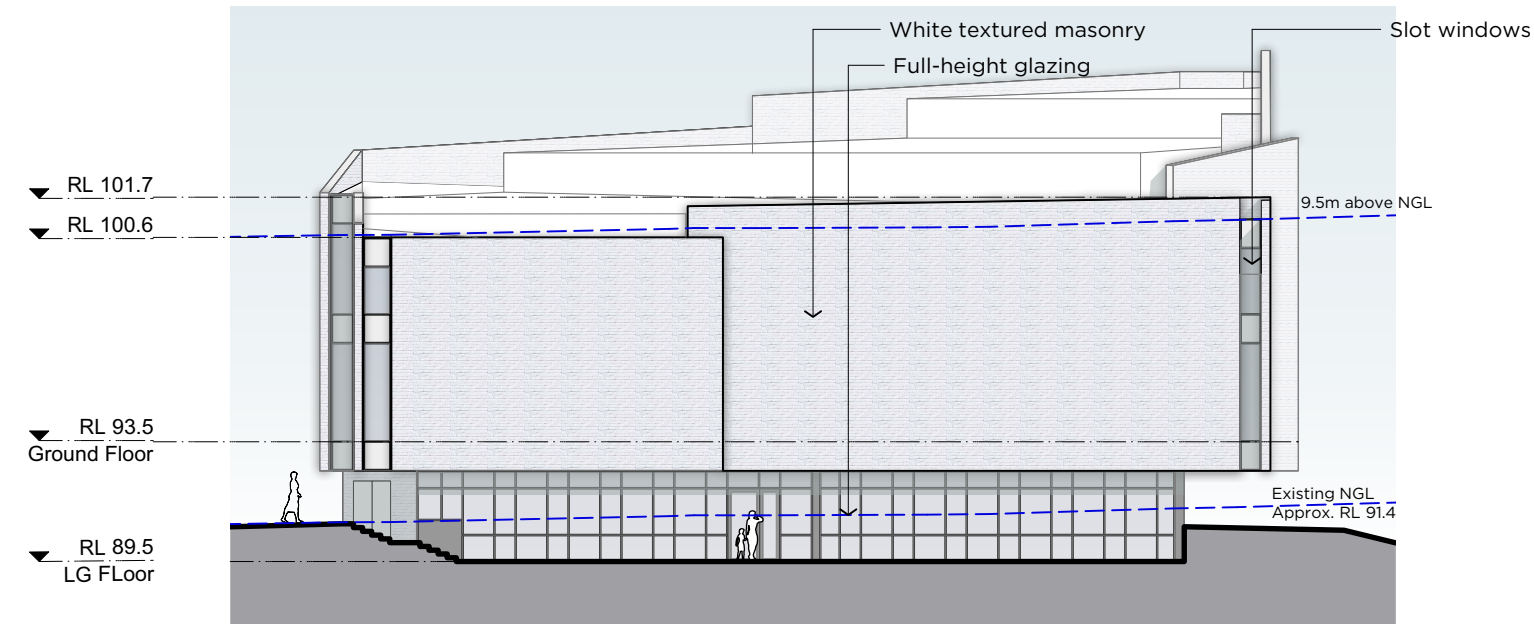 White textured masonry
Slot windows
Full-height glazing
RL 101.7
9.5m above NGL
RL 100.6
RL 93.5
Ground Floor
Existing NGL
Approx. RL 91.4
RL 89.5
LG FLoor